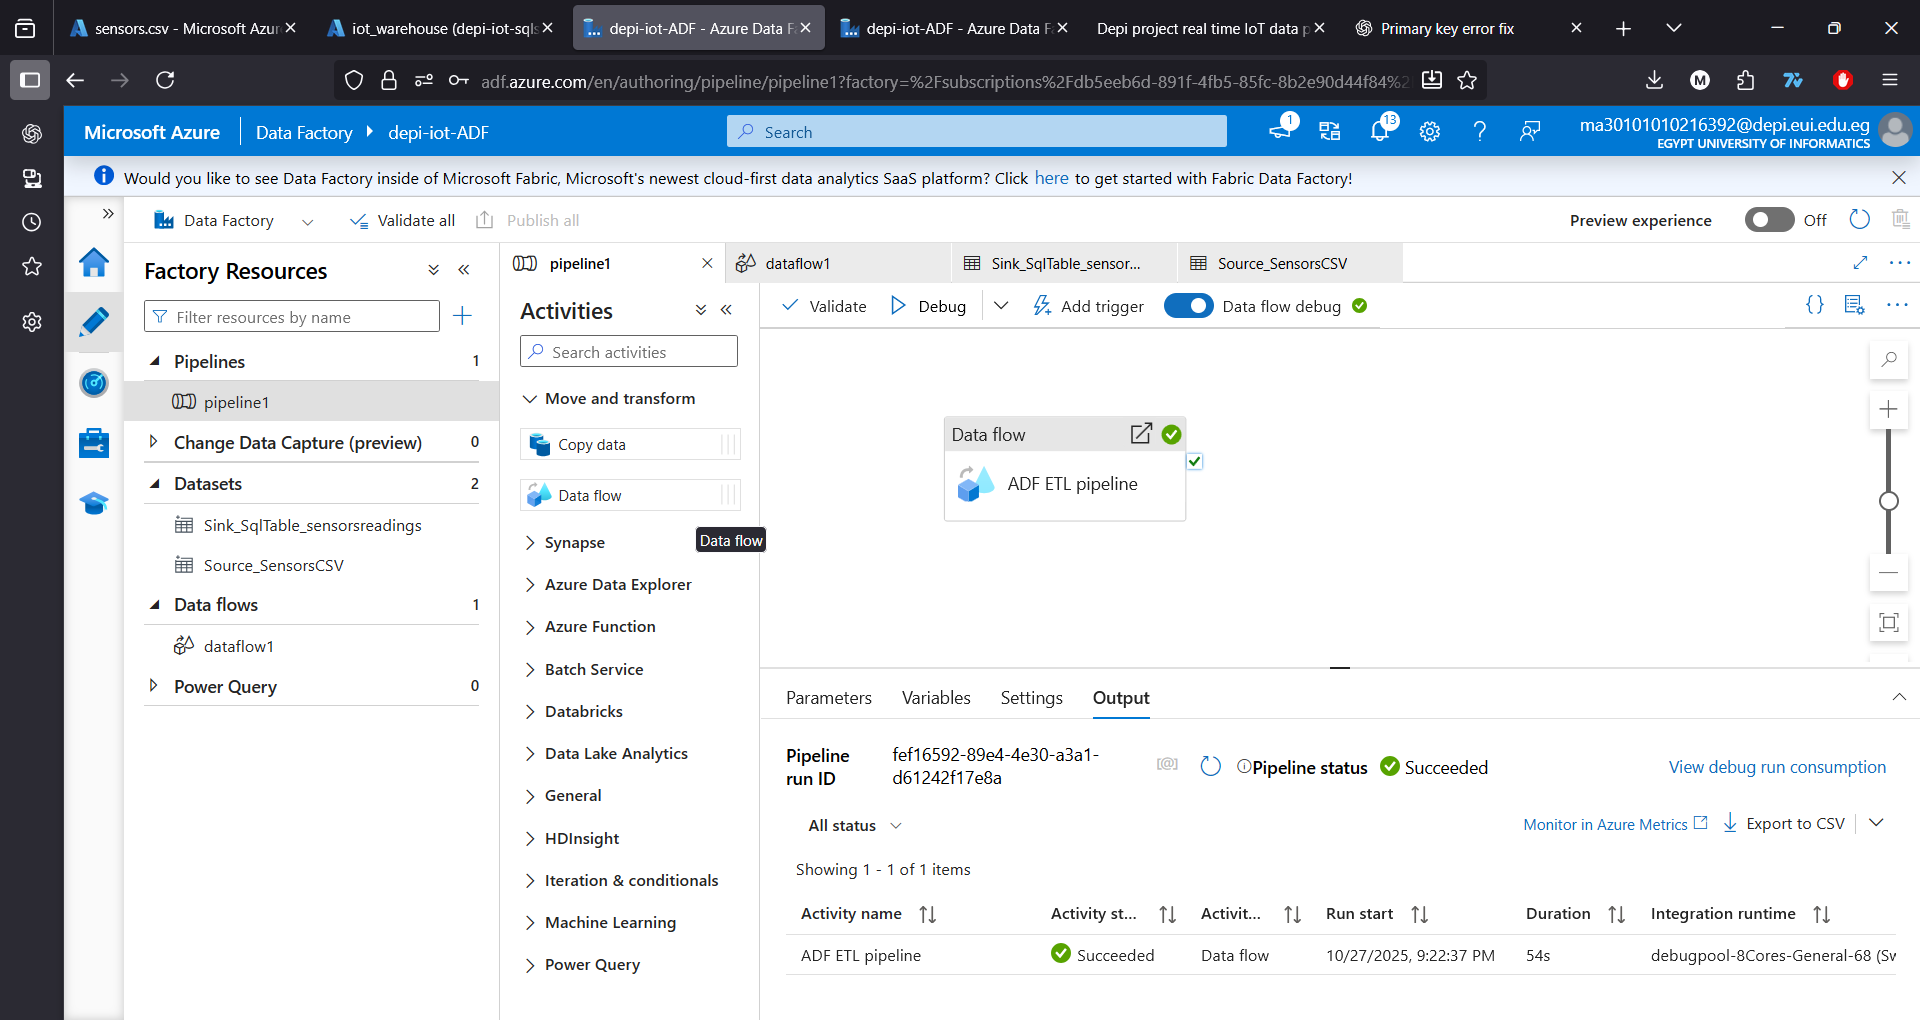 sensors.csv - Microsoft Azur
iot_warehouse (depi-iot-sqls
depi-iot-ADF - Azure Data F
depi-iot-ADF - Azure Data F
Depi project real time IoT data p
Primary key error fix
adf.azure.com/en/authoring/pipeline/pipeline1?factory=%2Fsubscriptions%2Fdb5eeb6d-891f-4fb5-85fc-8b2e90d44f84%2
M
Microsoft Azure
Data Factory
depi-iot-ADF
Search
1
13
ma30101010216392@depi.eui.edu.eg
EGYPT UNIVERSITY OF INFORMATICS
Would you like to see Data Factory inside of Microsoft Fabric, Microsoft's newest cloud-first data analytics SaaS platform? Click here to get started with Fabric Data Factory!
Data Factory
Validate all
Publish all
Preview experience
Off
Factory Resources
Filter resources by name
Pipelines 1
pipeline1
Change Data Capture (preview) 0
Datasets 2
Sink_SqlTable_sensorsreadings
Source_SensorsCSV
Data flows 1
dataflow1
Power Query 0
pipeline1
dataflow1
Sink_SqlTable_sensor...
Source_SensorsCSV
Activities
Search activities
Move and transform
Copy data
Data flow
Synapse
Data flow
Azure Data Explorer
Azure Function
Batch Service
Databricks
Data Lake Analytics
General
HDInsight
Iteration & conditionals
Machine Learning
Power Query
Validate
Debug
Add trigger
Data flow debug
Data flow
ADF ETL pipeline
Parameters
Variables
Settings
Output
Pipeline run ID
fef16592-89e4-4e30-a3a1-d61242f17e8a
Pipeline status
Succeeded
View debug run consumption
All status
Monitor in Azure Metrics
Export to CSV
Showing 1 - 1 of 1 items
Activity name
Activity st...
Activit...
Run start
Duration
Integration runtime
ADF ETL pipeline
Succeeded
Data flow
10/27/2025, 9:22:37 PM
54s
debugpool-8Cores-General-68 (Sw